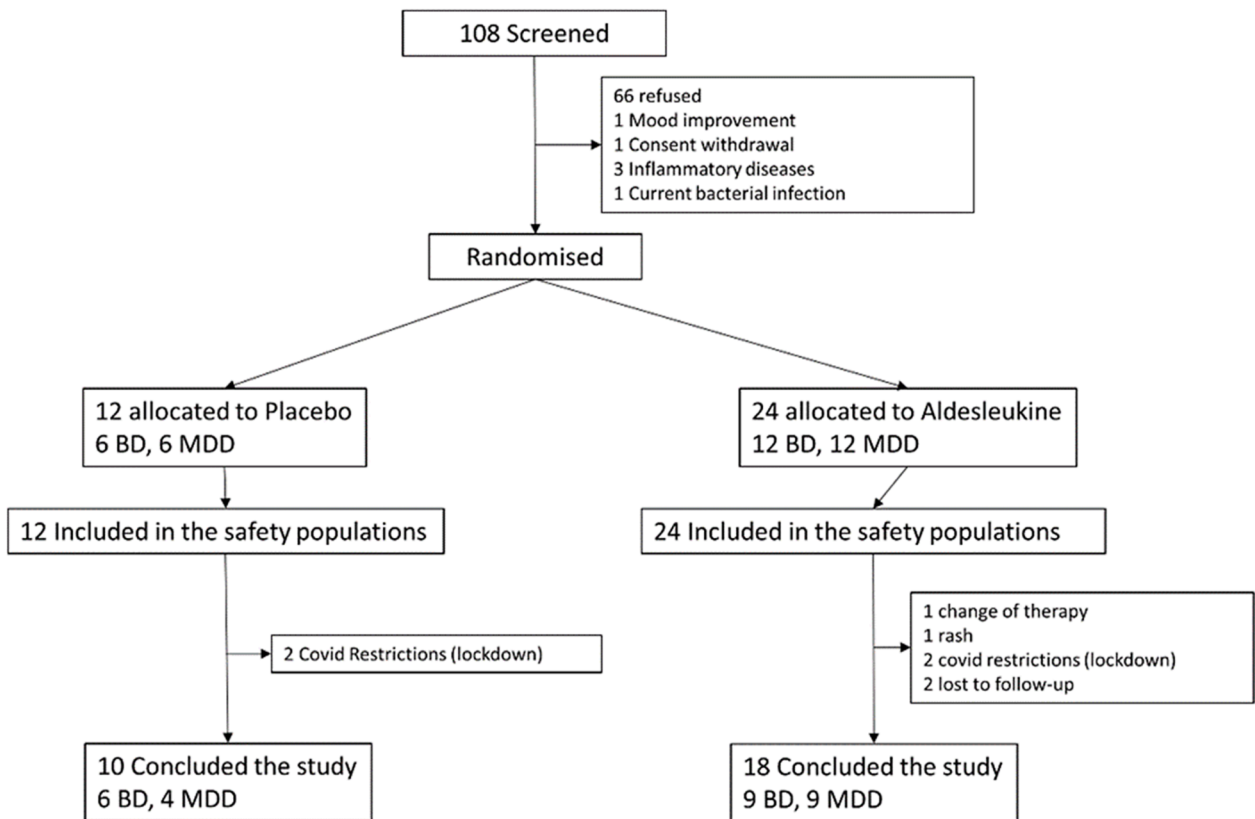 108 Screened
66 refused
1 Mood improvement
1 Consent withdrawal
3 Inflammatory diseases
1 Current bacterial infection
Randomised
12 allocated to Placebo
6 BD, 6 MDD
24 allocated to Aldesleukine
12 BD, 12 MDD
12 Included in the safety populations
24 Included in the safety populations
2 Covid Restrictions (lockdown)
1 change of therapy
1 rash
2 covid restrictions (lockdown)
2 lost to follow-up
10 Concluded the study
6 BD, 4 MDD
18 Concluded the study
9 BD, 9 MDD